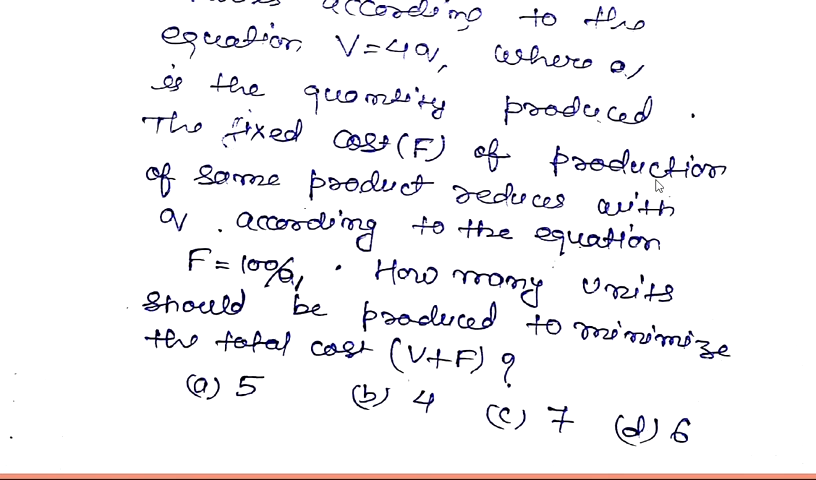 according to the
equation V=4q, where q
is the quantity produced.
The fixed cost(F) of production
of same product reduces with
q. according to the equation
F=100/q. How many units
should be produced to minimize
the total cost (V+F)?
(a) 5 (b) 4 (c) 7 (d) 6